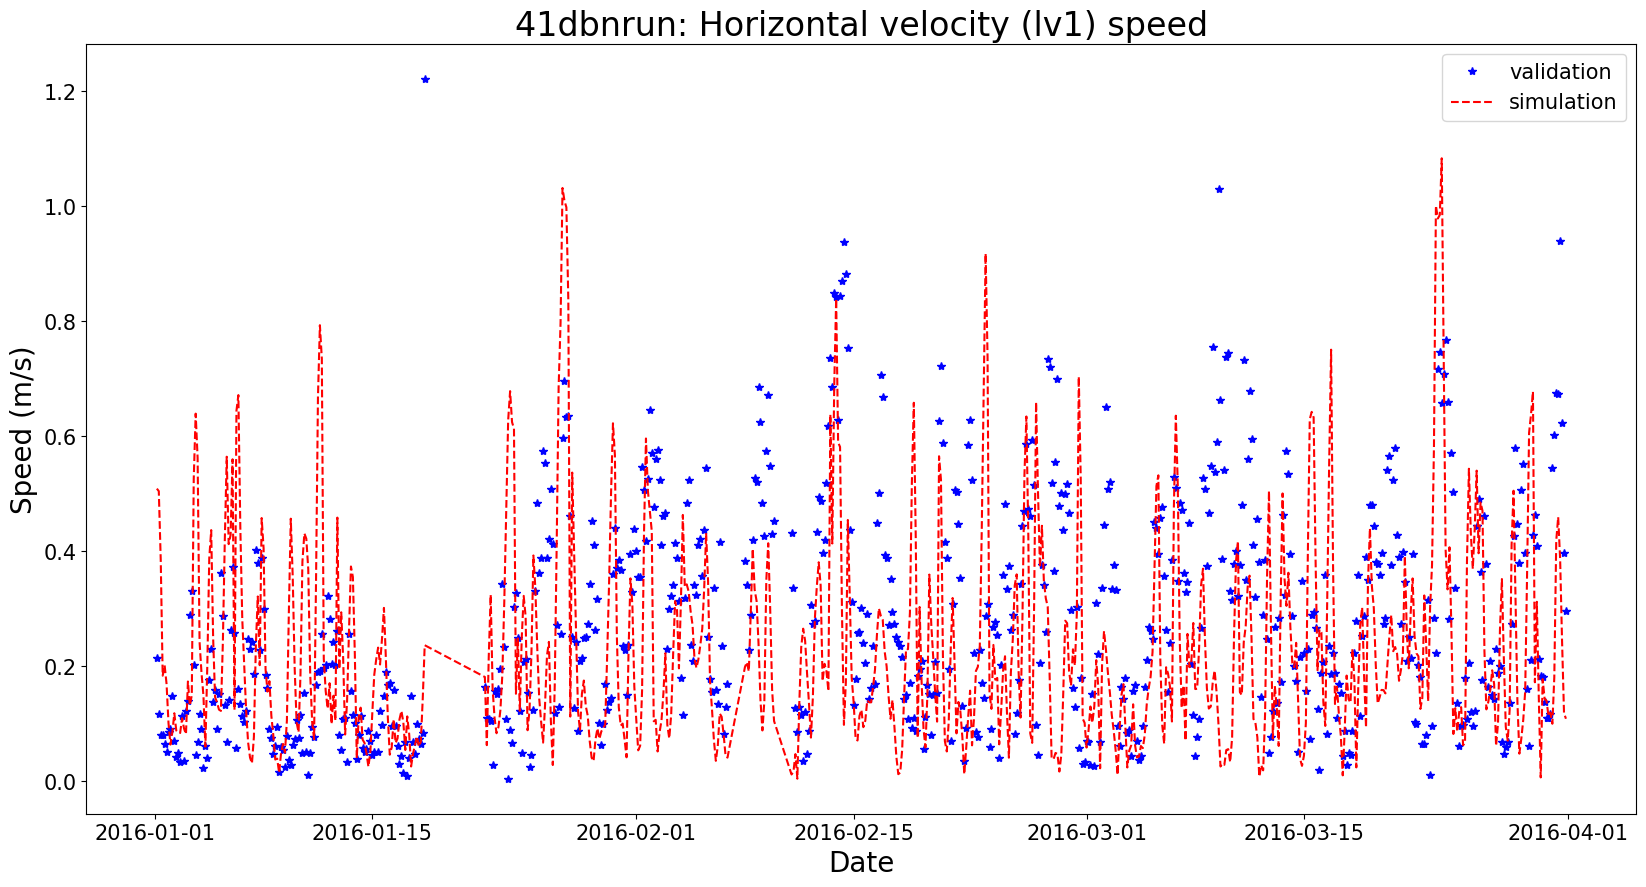 41dbnrun: Horizontal velocity (lv1) speed
validation
simulation
Speed (m/s)
1.2
1.0
0.8
0.6
0.4
0.2
0.0
2016-01-01
2016-01-15
2016-02-01
2016-02-15
2016-03-01
2016-03-15
2016-04-01
Date